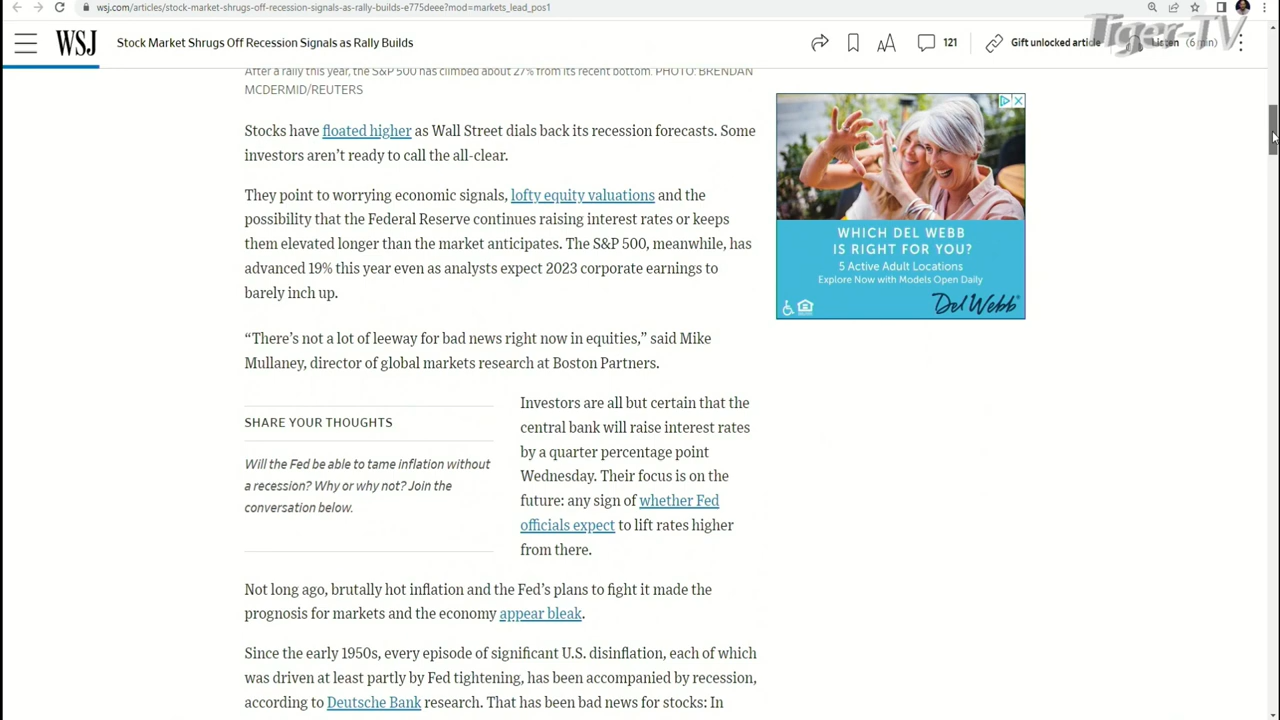 wsj.com/articles/stock-market-shrugs-off-recession-signals-as-rally-builds-e775deee?mod=markets_lead_pos1
WSJ
Stock Market Shrugs Off Recession Signals as Rally Builds
121
Gift unlocked article
Listen (6 min)
Tiger-TV
After a rally this year, the S&P 500 has climbed about 27% from its recent bottom. PHOTO: BRENDAN
MCDERMID/REUTERS
Stocks have floated higher as Wall Street dials back its recession forecasts. Some
investors aren’t ready to call the all-clear.
They point to worrying economic signals, lofty equity valuations and the
possibility that the Federal Reserve continues raising interest rates or keeps
them elevated longer than the market anticipates. The S&P 500, meanwhile, has
advanced 19% this year even as analysts expect 2023 corporate earnings to
barely inch up.
“There’s not a lot of leeway for bad news right now in equities,” said Mike
Mullaney, director of global markets research at Boston Partners.
SHARE YOUR THOUGHTS
Will the Fed be able to tame inflation without
a recession? Why or why not? Join the
conversation below.
Investors are all but certain that the
central bank will raise interest rates
by a quarter percentage point
Wednesday. Their focus is on the
future: any sign of whether Fed
officials expect to lift rates higher
from there.
Not long ago, brutally hot inflation and the Fed’s plans to fight it made the
prognosis for markets and the economy appear bleak.
Since the early 1950s, every episode of significant U.S. disinflation, each of which
was driven at least partly by Fed tightening, has been accompanied by recession,
according to Deutsche Bank research. That has been bad news for stocks: In
WHICH DEL WEBB
IS RIGHT FOR YOU?
5 Active Adult Locations
Explore Now with Models Open Daily
Del Webb